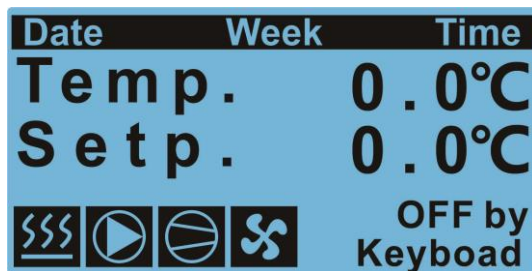 Date Week Time
Temp. 0.0℃
Setp. 0.0℃
OFF by
Keyboad